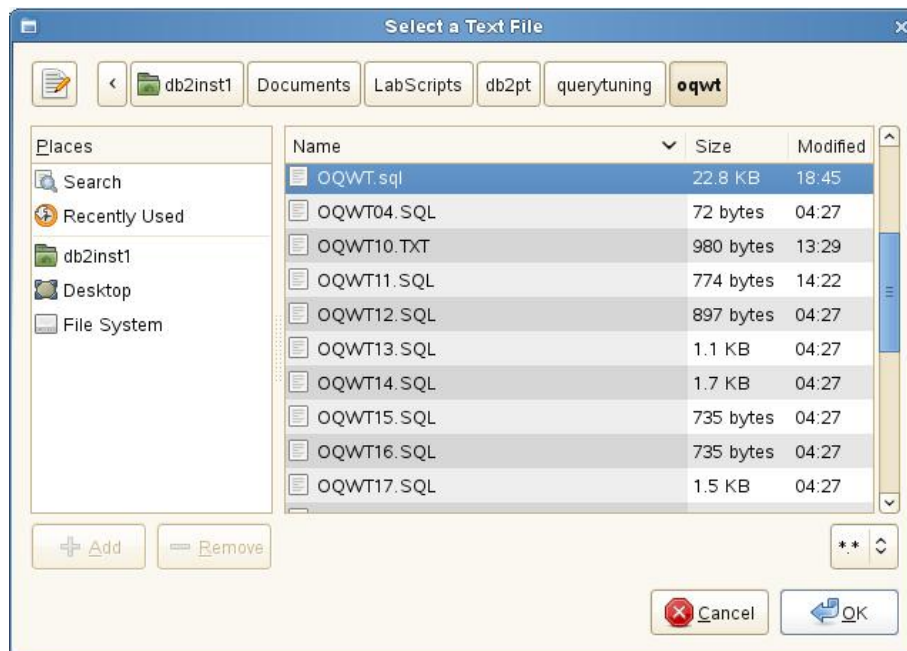 Select a Text File
db2inst1 Documents LabScripts db2pt querytuning oqwt
Places
Search
Recently Used
db2inst1
Desktop
File System
Name Size Modified
OQWT.sql 22.8 KB 18:45
OQWT04.SQL 72 bytes 04:27
OQWT10.TXT 980 bytes 13:29
OQWT11.SQL 774 bytes 14:22
OQWT12.SQL 897 bytes 04:27
OQWT13.SQL 1.1 KB 04:27
OQWT14.SQL 1.7 KB 04:27
OQWT15.SQL 735 bytes 04:27
OQWT16.SQL 735 bytes 04:27
OQWT17.SQL 1.5 KB 04:27
Add Remove *.*
Cancel OK